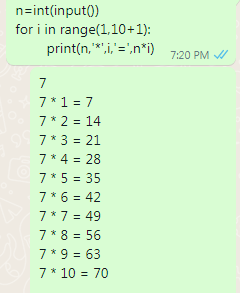 n=int(input())
for i in range(1,10+1):
print(n,'*',i,'=',n*i)
7:20 PM
7
7 * 1 = 7
7 * 2 = 14
7 * 3 = 21
7 * 4 = 28
7 * 5 = 35
7 * 6 = 42
7 * 7 = 49
7 * 8 = 56
7 * 9 = 63
7 * 10 = 70